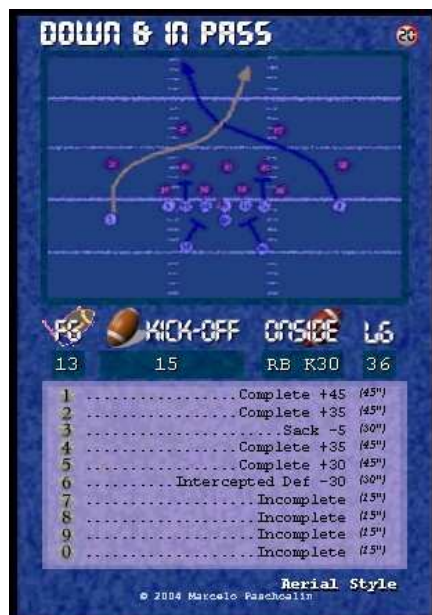 DOWN & IN PASS
20
FG KICK-OFF ONSIDE LG
13 15 RB K30 36
1 ..................Complete +45 (45")
2 ..................Complete +35 (45")
3 .......................Sack -5 (30")
4 ..................Complete +35 (45")
5 ..................Complete +30 (45")
6 ...........Intercepted Def -30 (30")
7 ....................Incomplete (15")
8 ....................Incomplete (15")
9 ....................Incomplete (15")
0 ....................Incomplete (15")
Aerial Style
© 2004 Marcelo Paschoalin